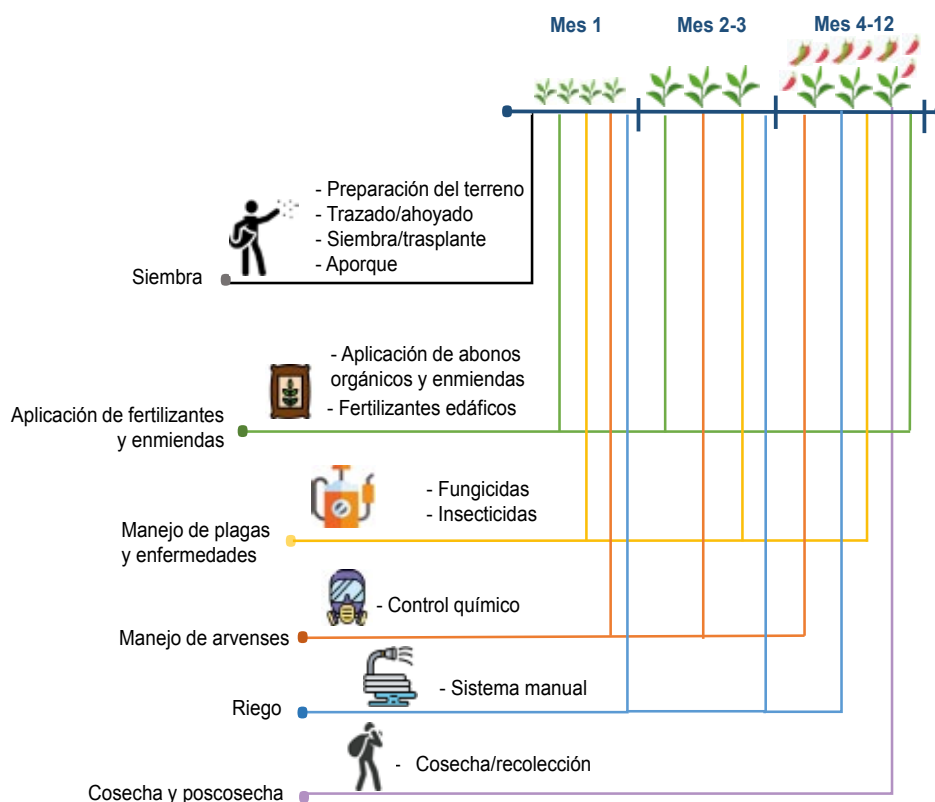 Mes 1
Mes 2-3
Mes 4-12
- Preparación del terreno
- Trazado/ahoyado
- Siembra/trasplante
- Aporque
Siembra
- Aplicación de abonos
orgánicos y enmiendas
- Fertilizantes edáficos
Aplicación de fertilizantes
y enmiendas
- Fungicidas
- Insecticidas
Manejo de plagas
y enfermedades
- Control químico
Manejo de arvenses
- Sistema manual
Riego
- Cosecha/recolección
Cosecha y poscosecha